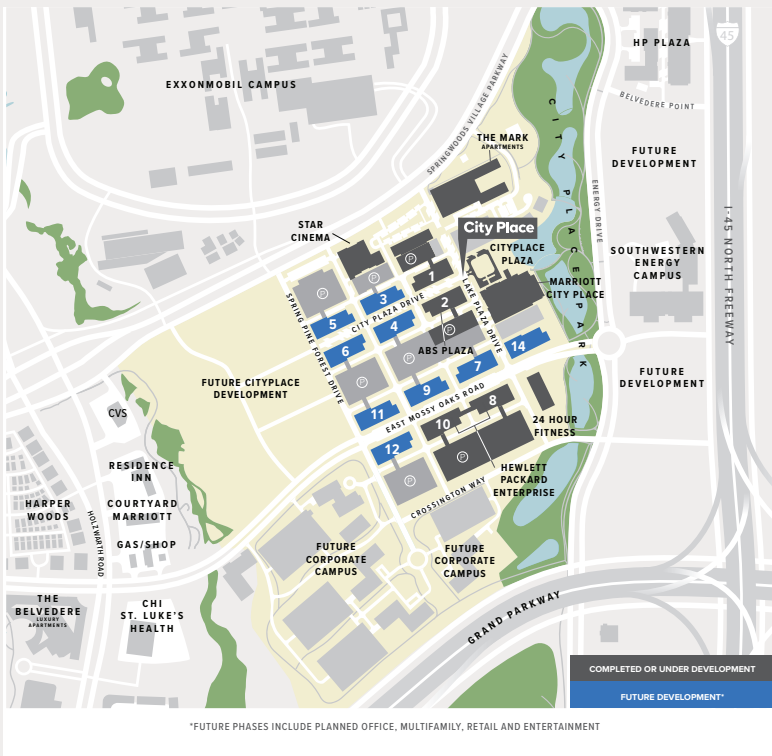 HP PLAZA
45
EXXONMOBIL CAMPUS
BELVEDERE POINT
SPRINGWOODS VILLAGE PARKWAY
CITY PLACE PARK
THE MARK
APARTMENTS
FUTURE
DEVELOPMENT
ENERGY DRIVE
I-45 NORTH FREEWAY
STAR
CINEMA
City Place
CITYPLACE
PLAZA
SOUTHWESTERN
ENERGY
CAMPUS
P
P
1
MARRIOTT
CITY PLACE
P
3
2
LAKE PLAZA DRIVE
SPRING PINE FOREST DRIVE
CITY PLAZA DRIVE
5
4
P
6
ABS PLAZA
14
P
7
FUTURE
DEVELOPMENT
FUTURE CITYPLACE
DEVELOPMENT
P
9
EAST MOSSY OAKS ROAD
8
CVS
11
10
24 HOUR
FITNESS
12
P
RESIDENCE
INN
HEWLETT
PACKARD
ENTERPRISE
P
CROSSINGTON WAY
HARPER
WOODS
HOLZWARTH ROAD
COURTYARD
MARRIOTT
GAS/SHOP
FUTURE
CORPORATE
CAMPUS
FUTURE
CORPORATE
CAMPUS
THE
BELVEDERE
LUXURY
APARTMENTS
CHI
ST. LUKE'S
HEALTH
GRAND PARKWAY
COMPLETED OR UNDER DEVELOPMENT
FUTURE DEVELOPMENT*
*FUTURE PHASES INCLUDE PLANNED OFFICE, MULTIFAMILY, RETAIL AND ENTERTAINMENT